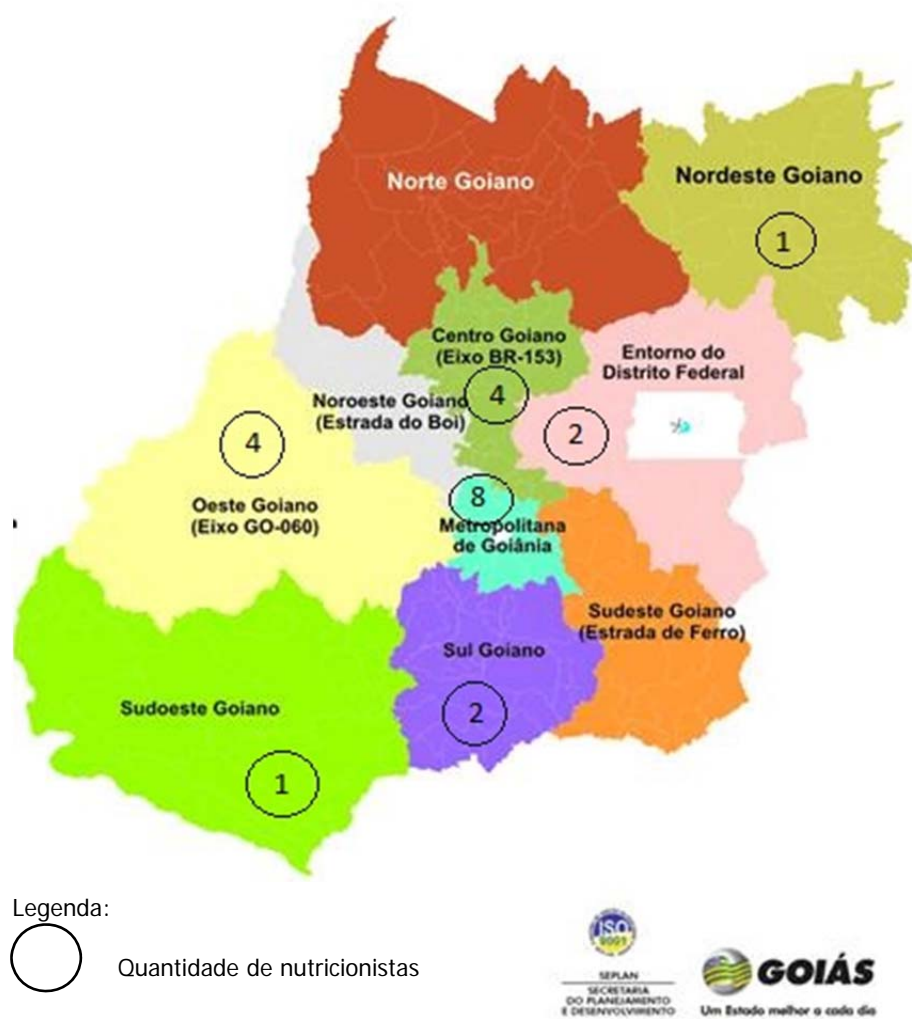 Norte Goiano
Nordeste Goiano
1
Centro Goiano
(Eixo BR-153)
4
Entorno do
Distrito Federal
2
Noroeste Goiano
(Estrada do Boi)
4
Oeste Goiano
(Eixo GO-060)
8
Metropolitana
de Goiânia
Sudeste Goiano
(Estrada de Ferro)
Sul Goiano
2
Sudoeste Goiano
1
Legenda:
Quantidade de nutricionistas
ISO
9001
SEPLAN
SECRETARIA
DO PLANEJAMENTO
E DESENVOLVIMENTO
GOIÁS
Um Estado melhor a cada dia